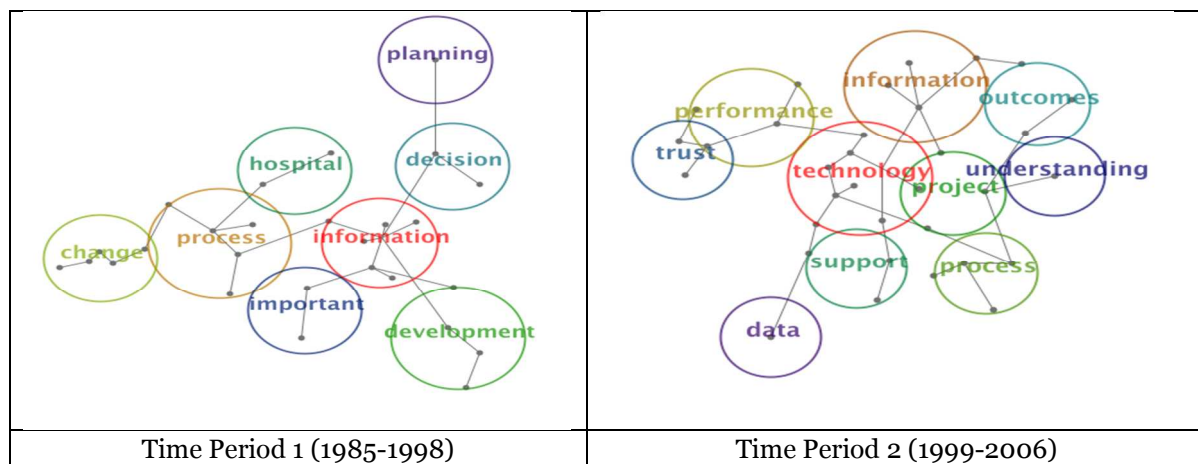 planning
hospital
decision
change
process
information
important
development
Time Period 1 (1985-1998)
information
performance
outcomes
trust
technology
understanding
project
support
process
data
Time Period 2 (1999-2006)